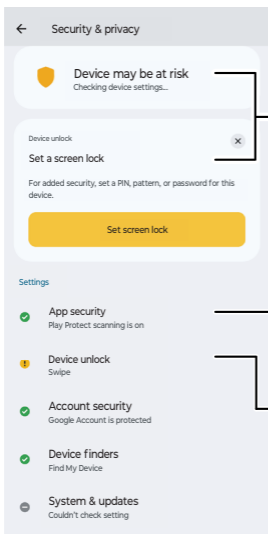 Security & privacy
Device may be at risk
Checking device settings...
Device unlock
Set a screen lock
For added security, set a PIN, pattern, or password for this
device.
Set screen lock
Settings
App security
Play Protect scanning is on
Device unlock
Swipe
Account security
Google Account is protected
Device finders
Find My Device
System & updates
Couldn't check setting